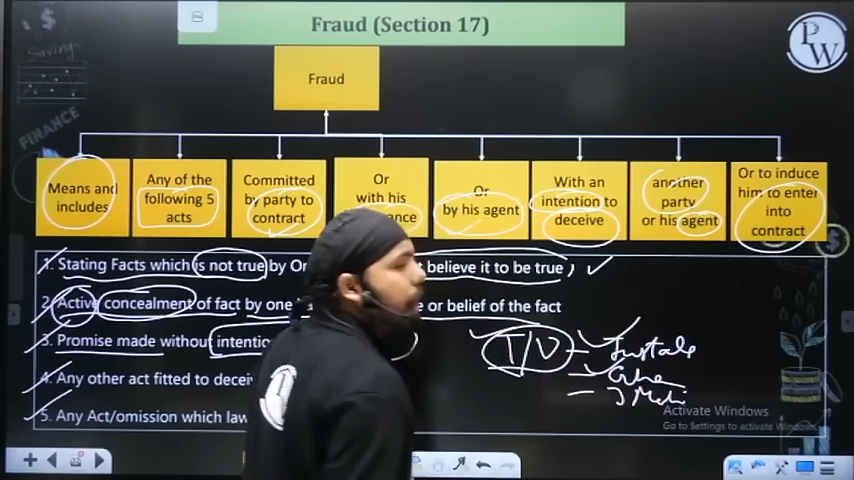 Fraud (Section 17)
P
W
$
Savings
FINANCE
Fraud
Means and
includes
Any of the
following 5
acts
Committed
by party to
contract
Or
with his
Or
by his agent
With an
intention to
deceive
another
party
or his agent
Or to induce
him to enter
into
contract
1. Stating Facts which is not true by believe it to be true,
2. Active concealment of fact by one or belief of the fact
3. Promise made without
4. Any other act fitted to
5. Any Act/omission which law
T/V
Activate Windows
Go to Settings to activate Windows.